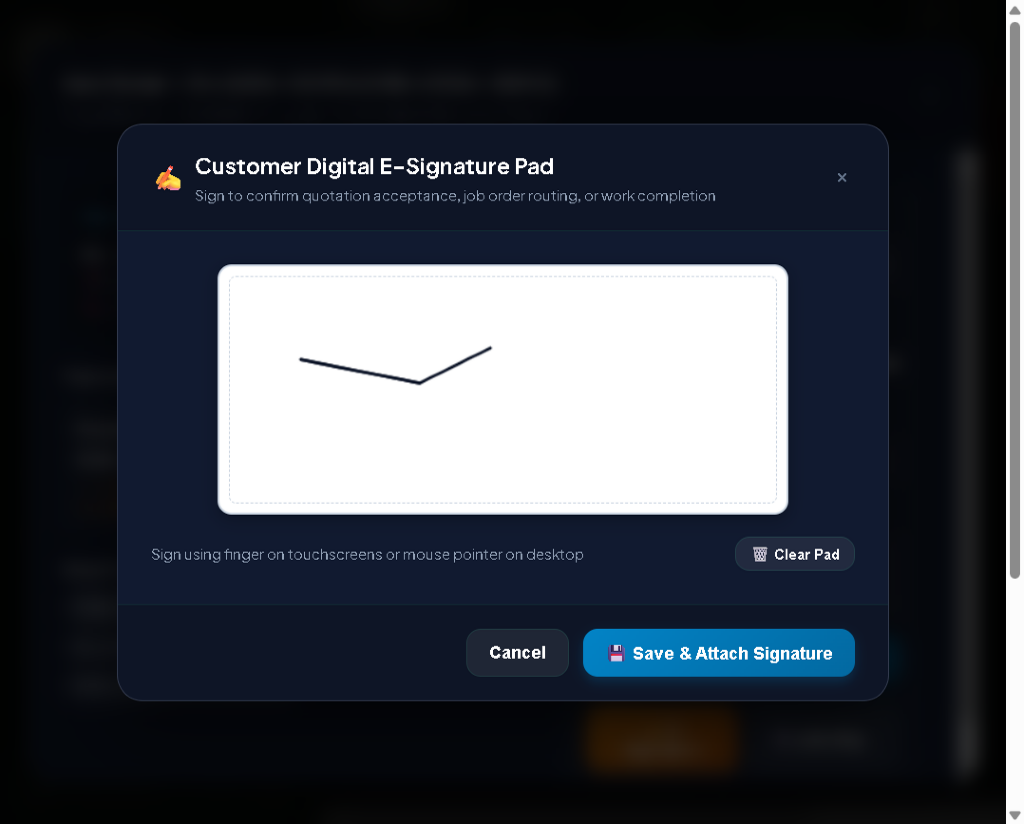 Customer Digital E-Signature Pad
Sign to confirm quotation acceptance, job order routing, or work completion
×
Sign using finger on touchscreens or mouse pointer on desktop
Clear Pad
Cancel
Save & Attach Signature